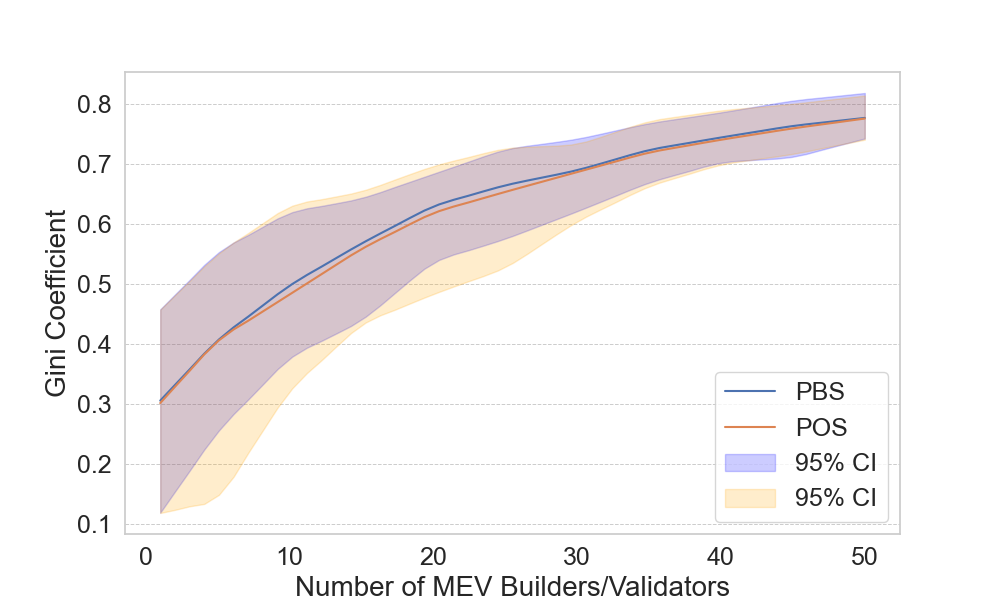 0.8
0.7
0.6
0.5
0.4
0.3
0.2
0.1
Gini Coefficient
0 10 20 30 40 50
Number of MEV Builders/Validators
PBS
POS
95% CI
95% CI